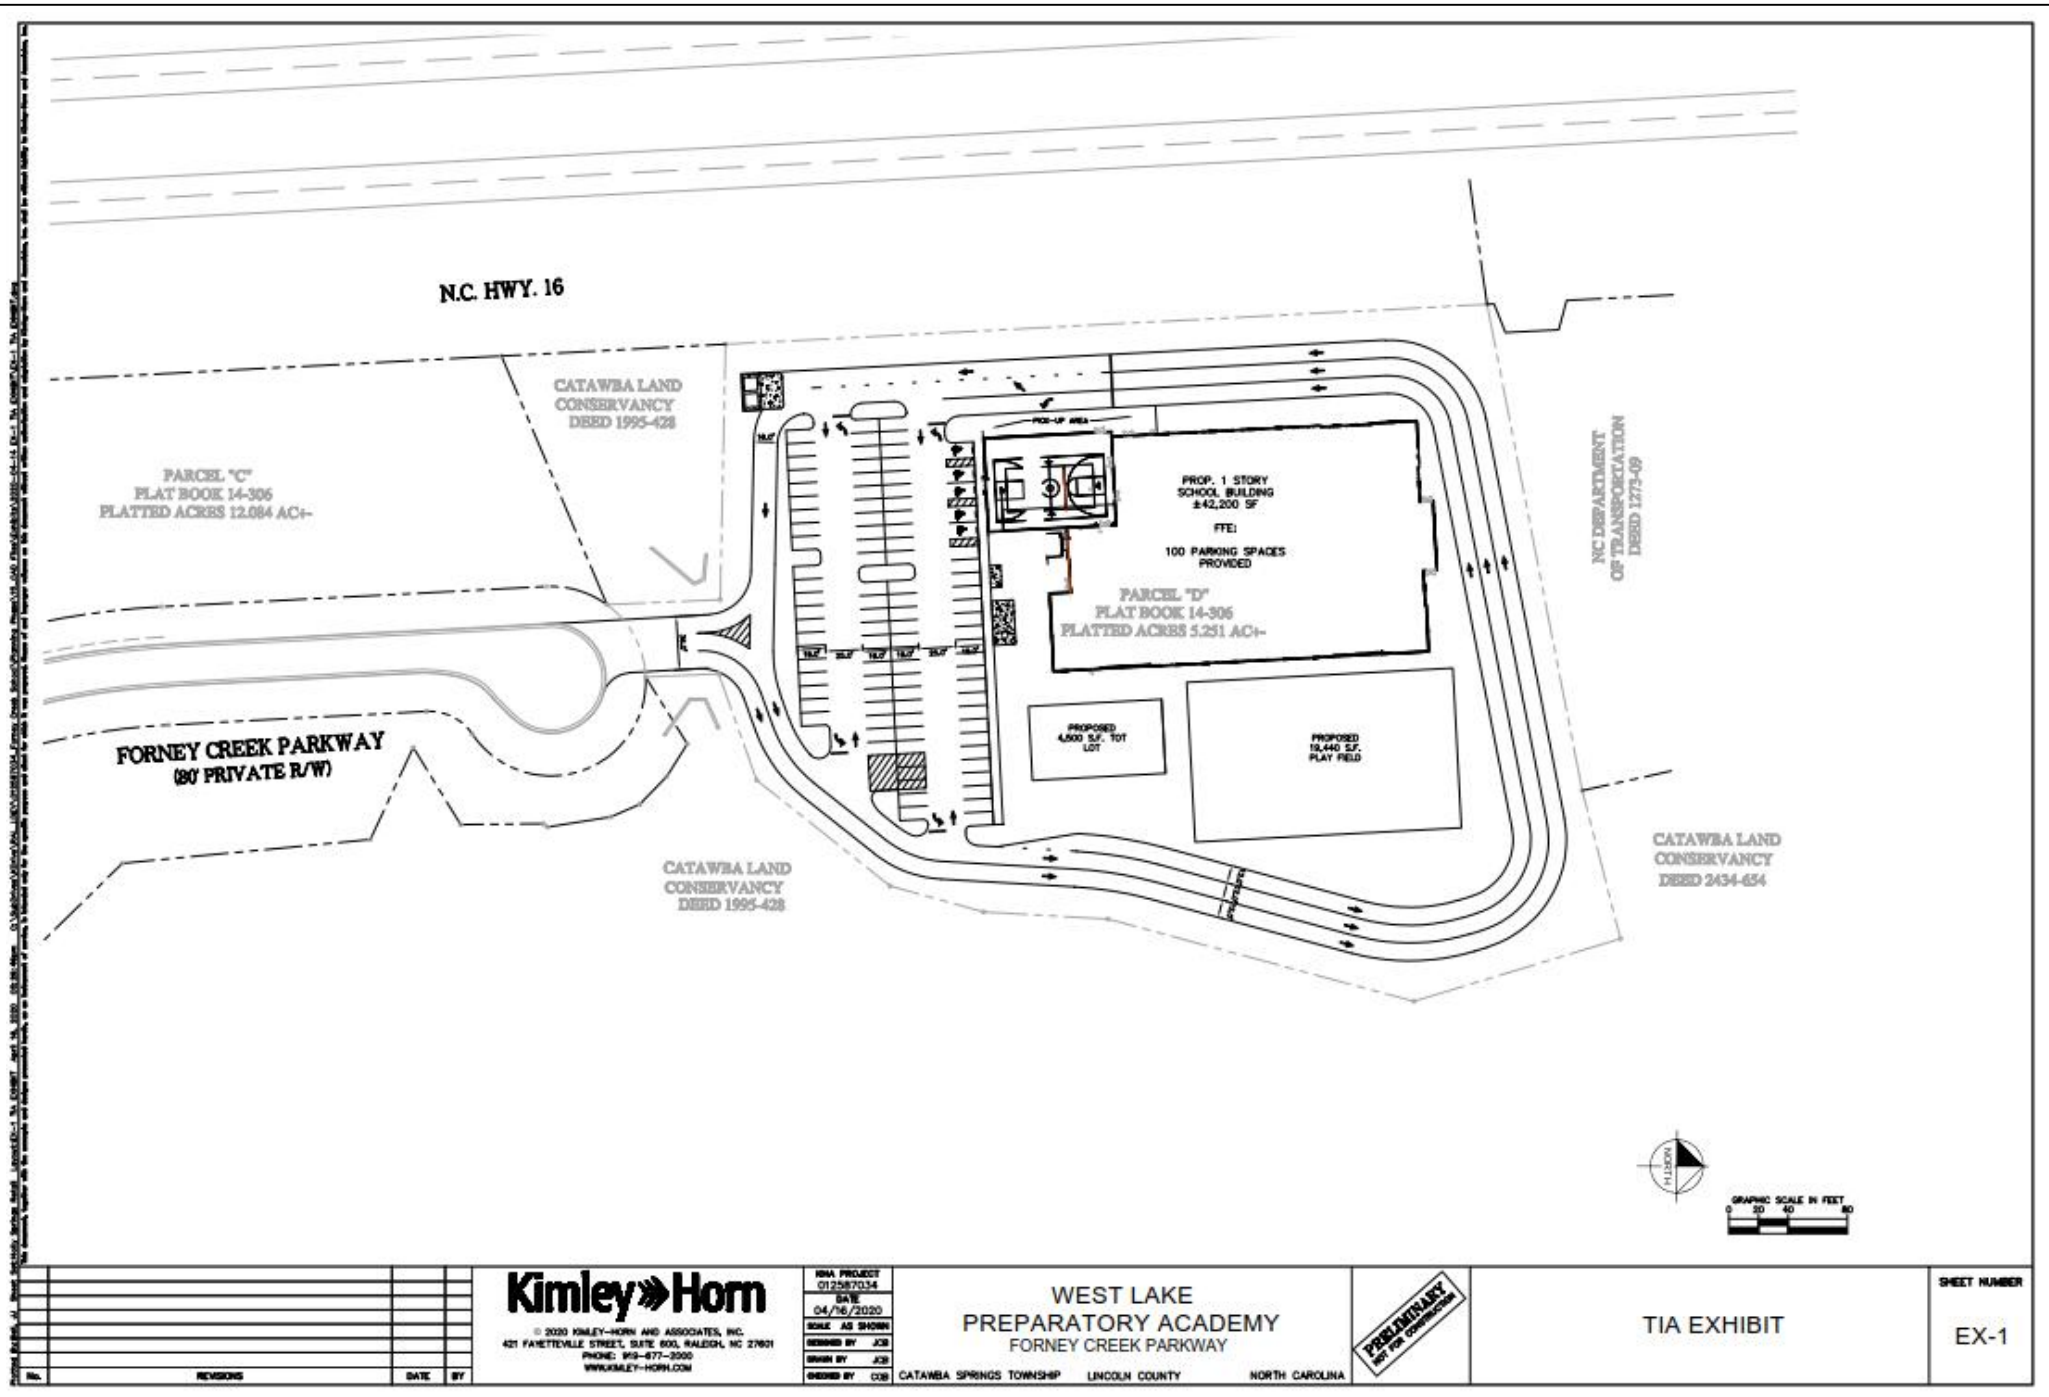 N.C. HWY. 16
CATAWBA LAND
CONSERVANCY
DEED 1995-428
PARCEL "C"
PLAT BOOK 14-306
PLATTED ACRES 12.084 AC+-
16.0'
PICK-UP AREA
PROP. 1 STORY
SCHOOL BUILDING
±42,200 SF
FFE:
100 PARKING SPACES
PROVIDED
PARCEL "D"
PLAT BOOK 14-306
PLATTED ACRES 5.251 AC+-
NC DEPARTMENT
OF TRANSPORTATION
DEED 1273-09
FORNEY CREEK PARKWAY
(80' PRIVATE R/W)
PROPOSED
4,500 S.F. TOT
LOT
PROPOSED
19,440 S.F.
PLAY FIELD
CATAWBA LAND
CONSERVANCY
DEED 1995-428
CATAWBA LAND
CONSERVANCY
DEED 2434-654
NORTH
GRAPHIC SCALE IN FEET
0 20 40 80
No. REVISIONS DATE BY
Kimley»Horn
© 2020 KIMLEY-HORN AND ASSOCIATES, INC.
421 FAYETTEVILLE STREET, SUITE 600, RALEIGH, NC 27601
PHONE: 919-677-2000
WWW.KIMLEY-HORN.COM
KHA PROJECT
012587034
DATE
04/16/2020
SCALE AS SHOWN
DESIGNED BY JCB
DRAWN BY JCB
CHECKED BY COB
WEST LAKE
PREPARATORY ACADEMY
FORNEY CREEK PARKWAY
CATAWBA SPRINGS TOWNSHIP LINCOLN COUNTY NORTH CAROLINA
PRELIMINARY
NOT FOR CONSTRUCTION
TIA EXHIBIT
SHEET NUMBER
EX-1